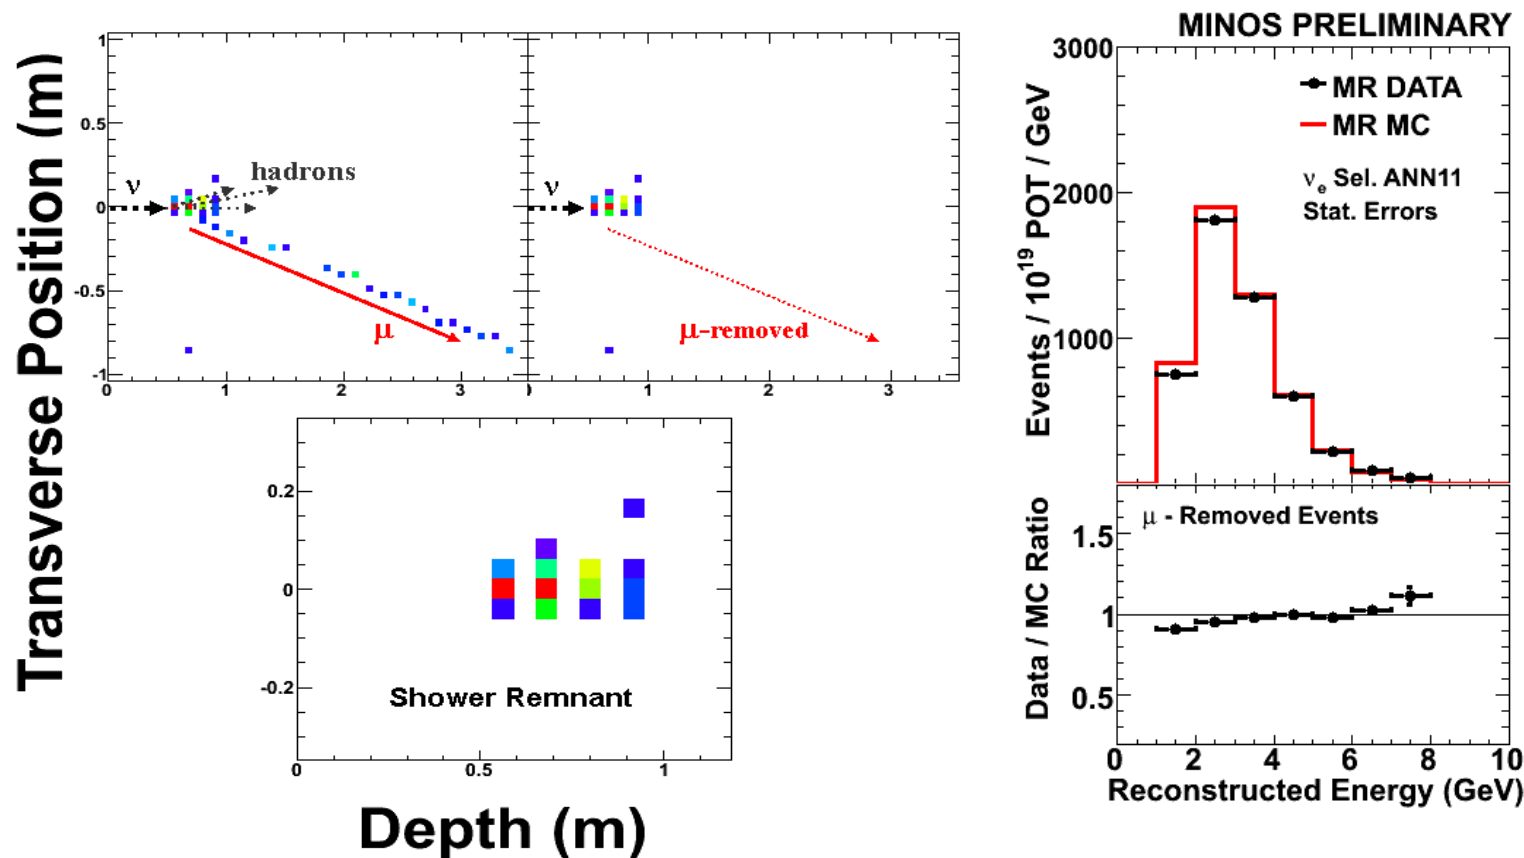 Transverse Position (m)
1
0.5
0
-0.5
-1
ν
hadrons
μ
0
1
2
3
ν
μ-removed
0
1
2
3
0.2
0
-0.2
Shower Remnant
0
0.5
1
Depth (m)
MINOS PRELIMINARY
Events / 10¹⁹ POT / GeV
3000
2000
1000
MR DATA
MR MC
νₑ Sel. ANN11
Stat. Errors
Data / MC Ratio
1.5
1
0.5
μ - Removed Events
0
2
4
6
8
10
Reconstructed Energy (GeV)